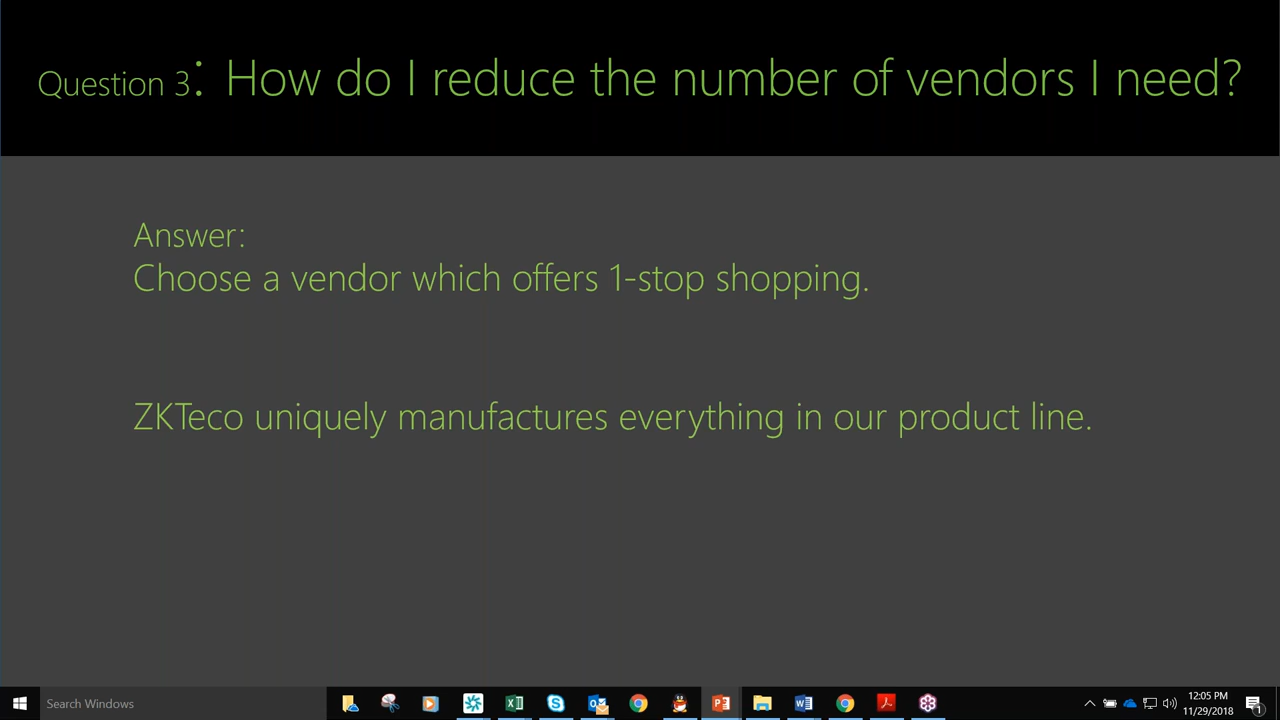 Question 3: How do I reduce the number of vendors I need?
Answer:
Choose a vendor which offers 1-stop shopping.
ZKTeco uniquely manufactures everything in our product line.
Search Windows
12:05 PM
11/29/2018
1